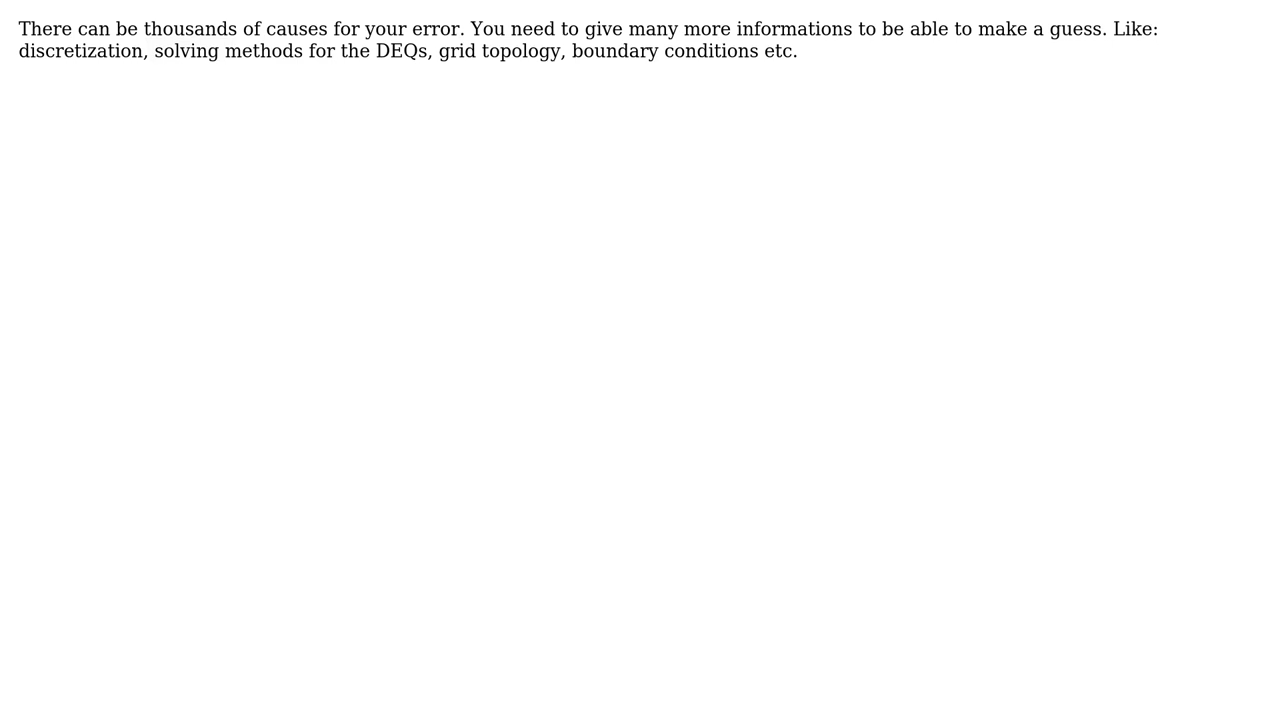 There can be thousands of causes for your error. You need to give many more informations to be able to make a guess. Like:
discretization, solving methods for the DEQs, grid topology, boundary conditions etc.